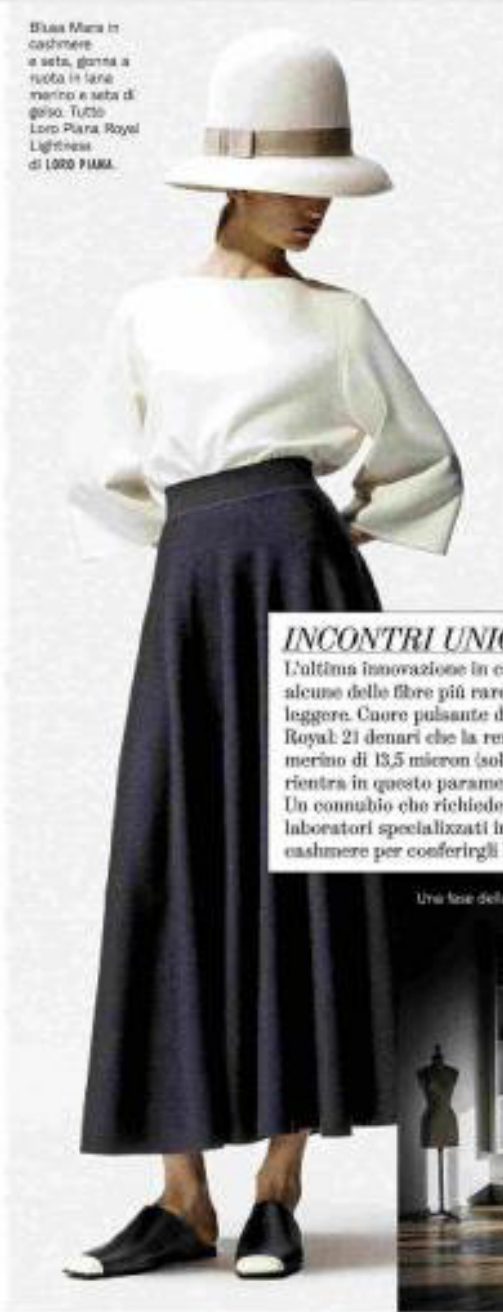 Blusa Mara in
cashmere
e seta, gonna a
ruota in lana
merino e seta di
gelso. Tutto
Loro Piana Royal
Lightness
di LORO PIANA.
INCONTRI UNIC
L'ultima innovazione in c
alcune delle fibre più rare
leggere. Cuore pulsante d
Royal: 21 denari che la re
merino di 13,5 micron (sol
rientra in questo parame
Un connubio che richiede
laboratori specializzati in
cashmere per conferirgli
Una fase dell